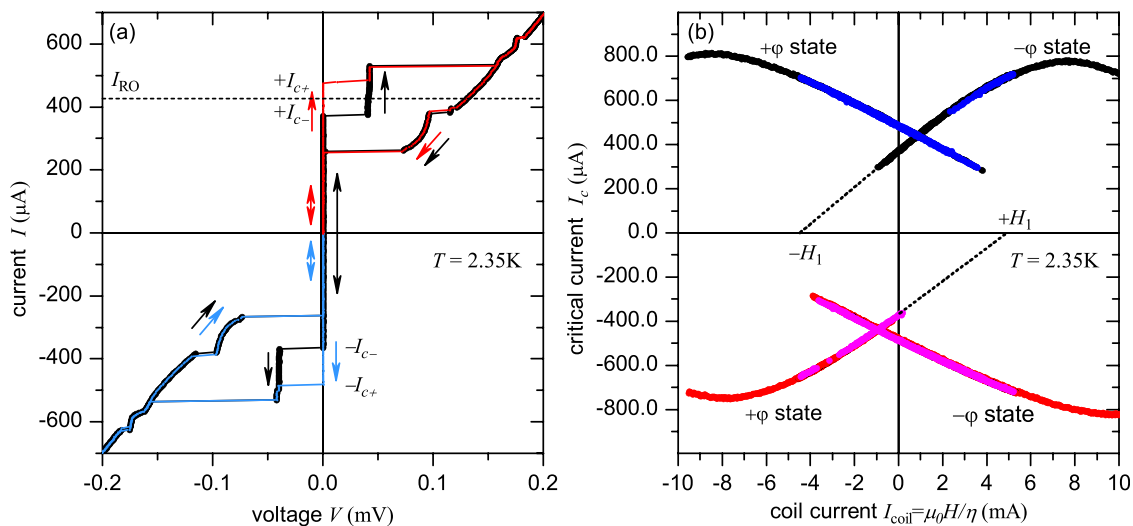 (a)
600
400
200
0
-200
-400
-600
current I (μA)
I_RO
+I_c+
+I_c−
T = 2.35K
−I_c−
−I_c+
-0.2
-0.1
0.0
0.1
0.2
voltage V (mV)
(b)
+φ state
−φ state
800.0
600.0
400.0
200.0
0
-200.0
-400.0
-600.0
-800.0
critical current I_c (μA)
+H_1
−H_1
T = 2.35K
+φ state
−φ state
-10
-8
-6
-4
-2
0
2
4
6
8
10
coil current I_coil=μ_0H/η (mA)